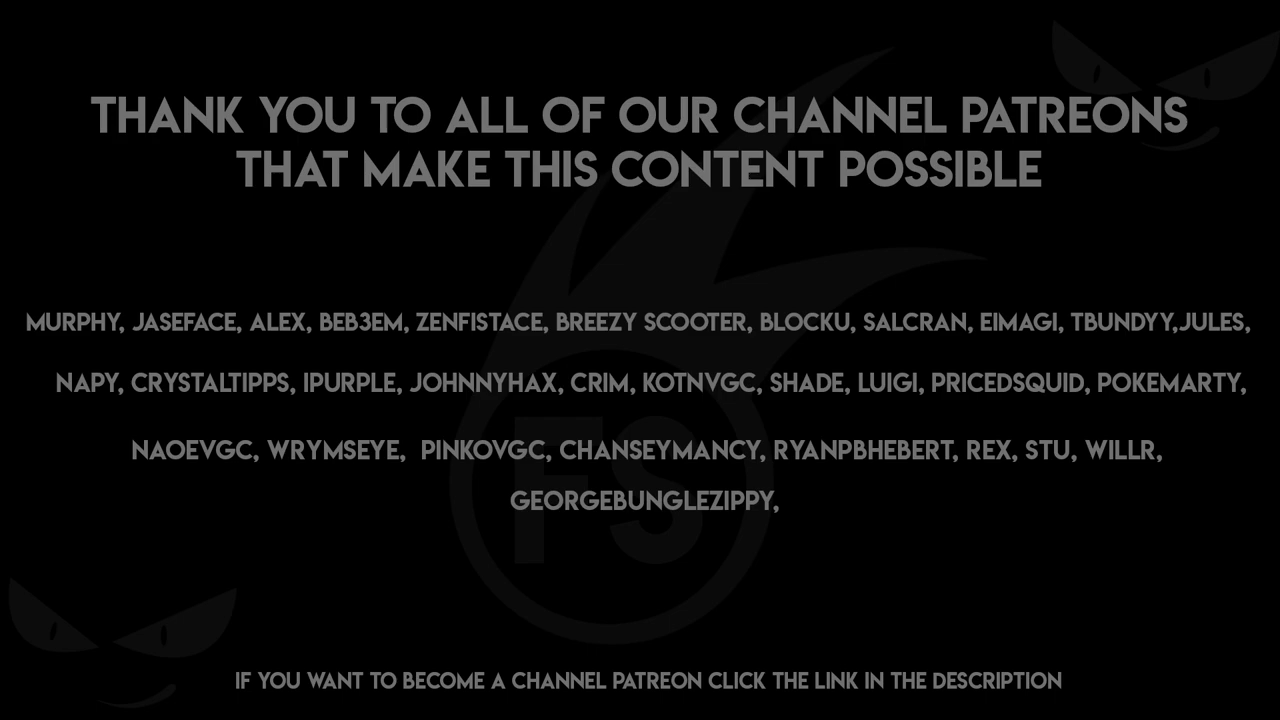 THANK YOU TO ALL OF OUR CHANNEL PATREONS
THAT MAKE THIS CONTENT POSSIBLE
MURPHY, JASEFACE, ALEX, BEB3EM, ZENFISTACE, BREEZY SCOOTER, BLOCKU, SALCRAN, EIMAGI, TBUNDYY,JULES,
NAPY, CRYSTALTIPPS, IPURPLE, JOHNNYHAX, CRIM, KOTNVGC, SHADE, LUIGI, PRICEDSQUID, POKEMARTY,
NAOEVGC, WRYMSEYE, PINKOVGC, CHANSEYMANCY, RYANPBHEBERT, REX, STU, WILLR,
GEORGEBUNGLEZIPPY,
FS
IF YOU WANT TO BECOME A CHANNEL PATREON CLICK THE LINK IN THE DESCRIPTION